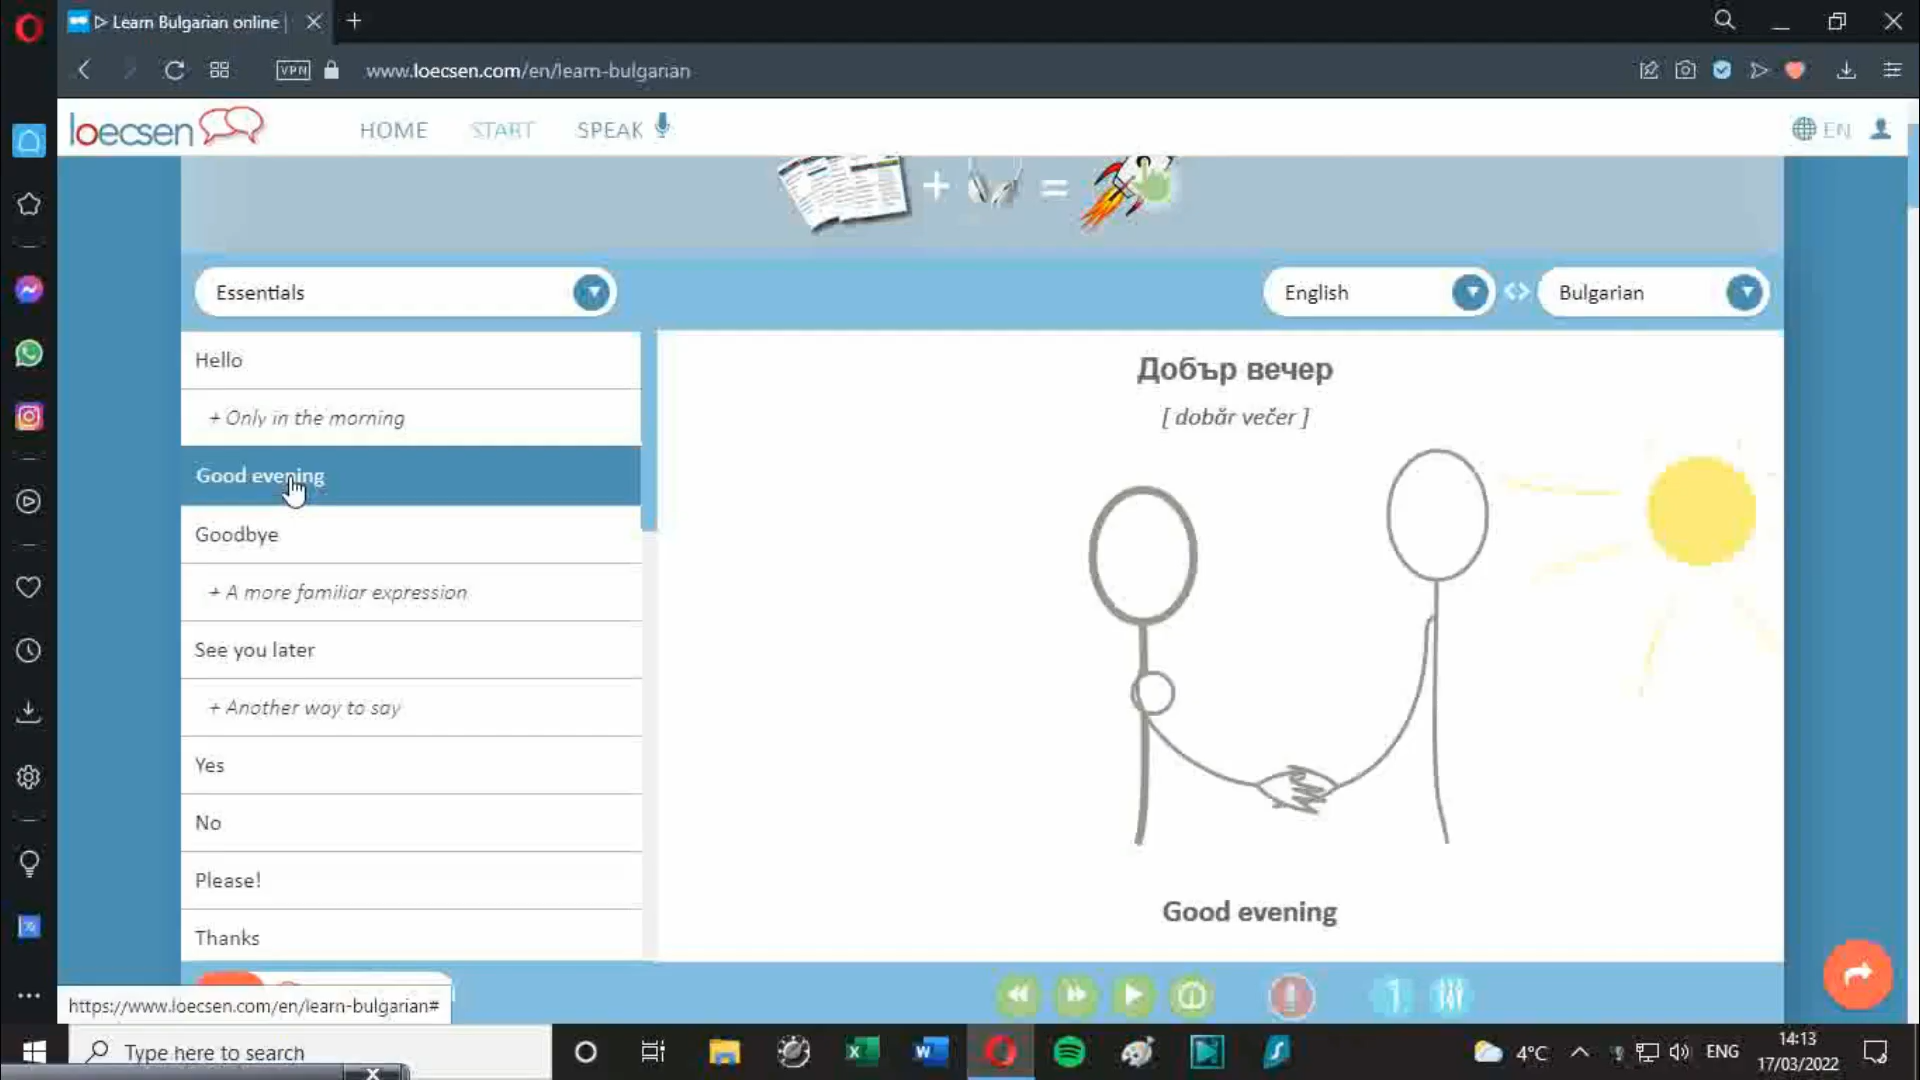 ▷ Learn Bulgarian online |
VPN
www.loecsen.com/en/learn-bulgarian
loecsen
HOME START SPEAK EN
Essentials
English <> Bulgarian
Hello
+ Only in the morning
Good evening
Goodbye
+ A more familiar expression
See you later
+ Another way to say
Yes
No
Please!
Thanks
Добър вечер
[ dobăr večer ]
Good evening
1
https://www.loecsen.com/en/learn-bulgarian#
Type here to search
4°C
ENG
14:13
17/03/2022